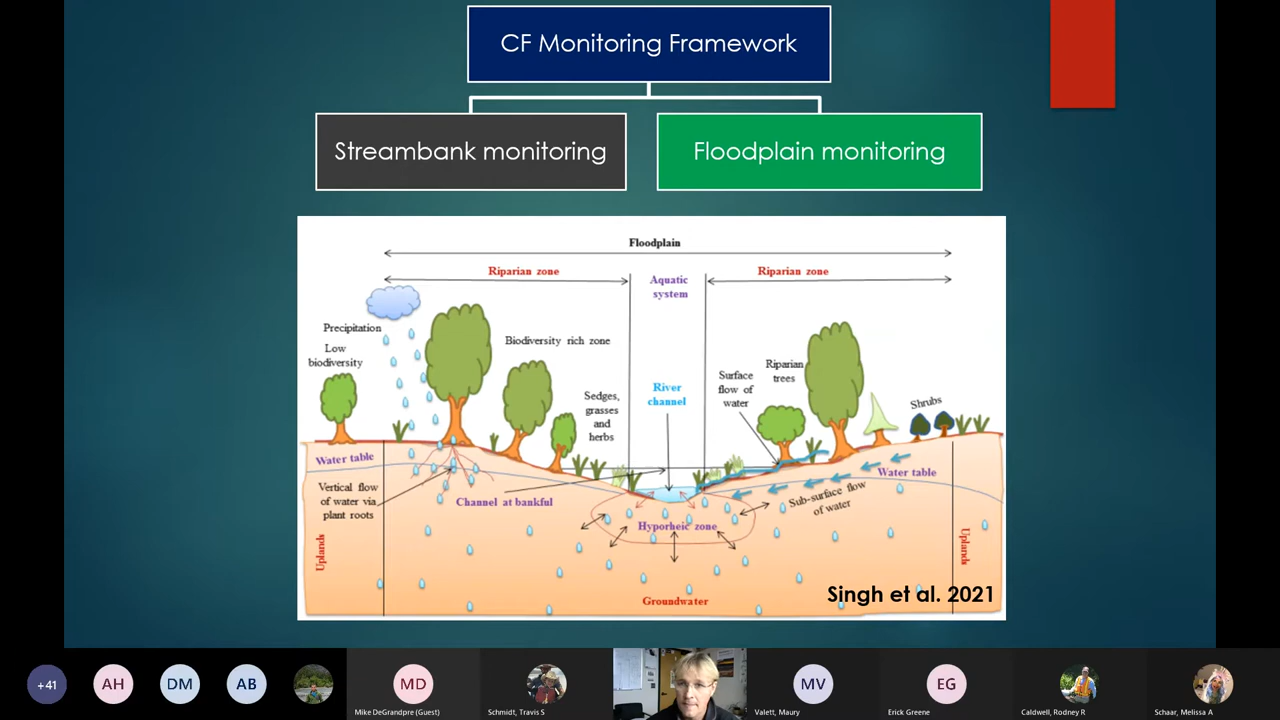 CF Monitoring Framework
Streambank monitoring
Floodplain monitoring
Floodplain
Riparian zone
Aquatic
system
Riparian zone
Precipitation
Low
biodiversity
Biodiversity rich zone
Sedges,
grasses
and
herbs
River
channel
Surface
flow of
water
Riparian
trees
Shrubs
Water table
Vertical flow
of water via
plant roots
Channel at bankful
Hyporheic zone
Sub-surface flow
of water
Water table
Uplands
Uplands
Groundwater
Singh et al. 2021
+41
AH
DM
AB
MD
MV
EG
Mike DeGrandpre (Guest)
Schmidt, Travis S
Valett, Maury
Erick Greene
Caldwell, Rodney R
Schaar, Melissa A